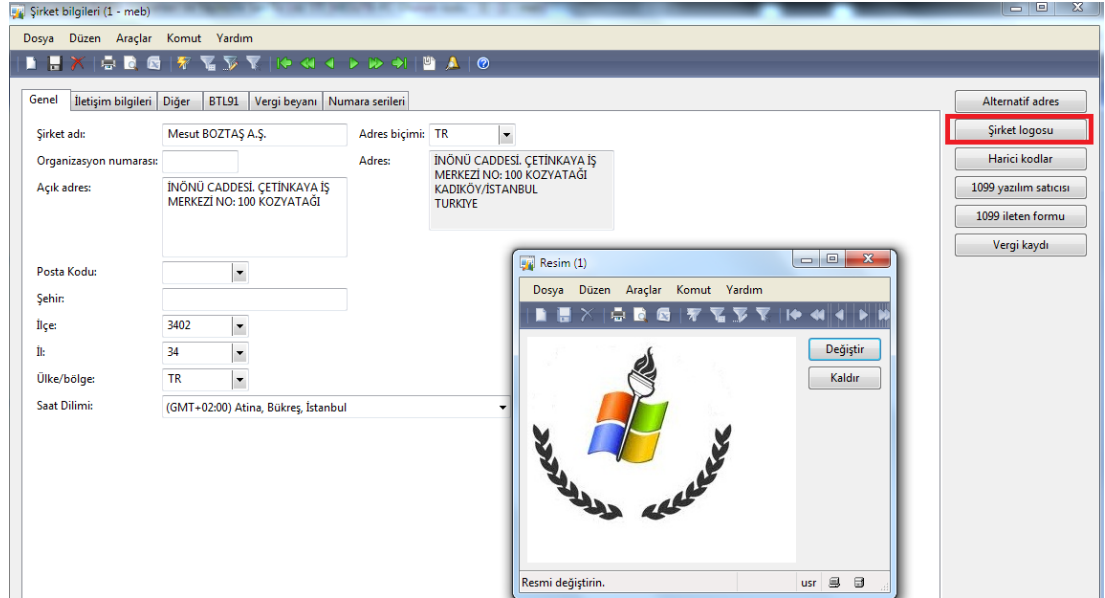 Şirket bilgileri (1 - meb)
Dosya Düzen Araçlar Komut Yardım
Genel İletişim bilgileri Diğer BTL91 Vergi beyanı Numara serileri
Şirket adı: Mesut BOZTAŞ A.Ş. Adres biçimi: TR
Organizasyon numarası: Adres: İNÖNÜ CADDESİ. ÇETİNKAYA İŞ
MERKEZİ NO: 100 KOZYATAĞI
KADIKÖY/İSTANBUL
TURKIYE
Açık adres: İNÖNÜ CADDESİ. ÇETİNKAYA İŞ
MERKEZİ NO: 100 KOZYATAĞI
Posta Kodu:
Şehir:
İlçe: 3402
İl: 34
Ülke/bölge: TR
Saat Dilimi: (GMT+02:00) Atina, Bükreş, İstanbul
Alternatif adres
Şirket logosu
Harici kodlar
1099 yazılım satıcısı
1099 ileten formu
Vergi kaydı
Resim (1)
Dosya Düzen Araçlar Komut Yardım
Değiştir
Kaldır
Resmi değiştirin. usr